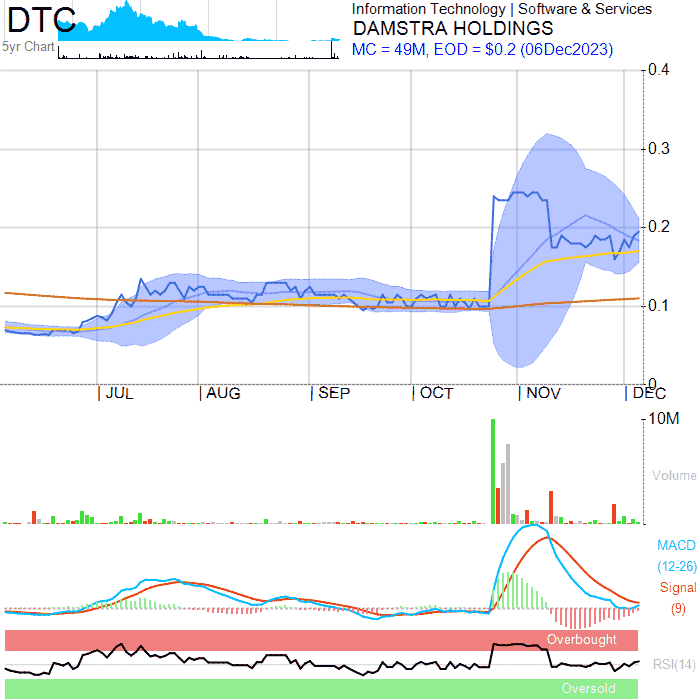 DTC
5yr Chart
Information Technology | Software & Services
DAMSTRA HOLDINGS
MC = 49M, EOD = $0.2 (06Dec2023)
0.4
0.3
0.2
0.1
0
JUL AUG SEP OCT NOV DEC
10M
Volume
MACD
(12-26)
Signal
(9)
Overbought
RSI(14)
Oversold